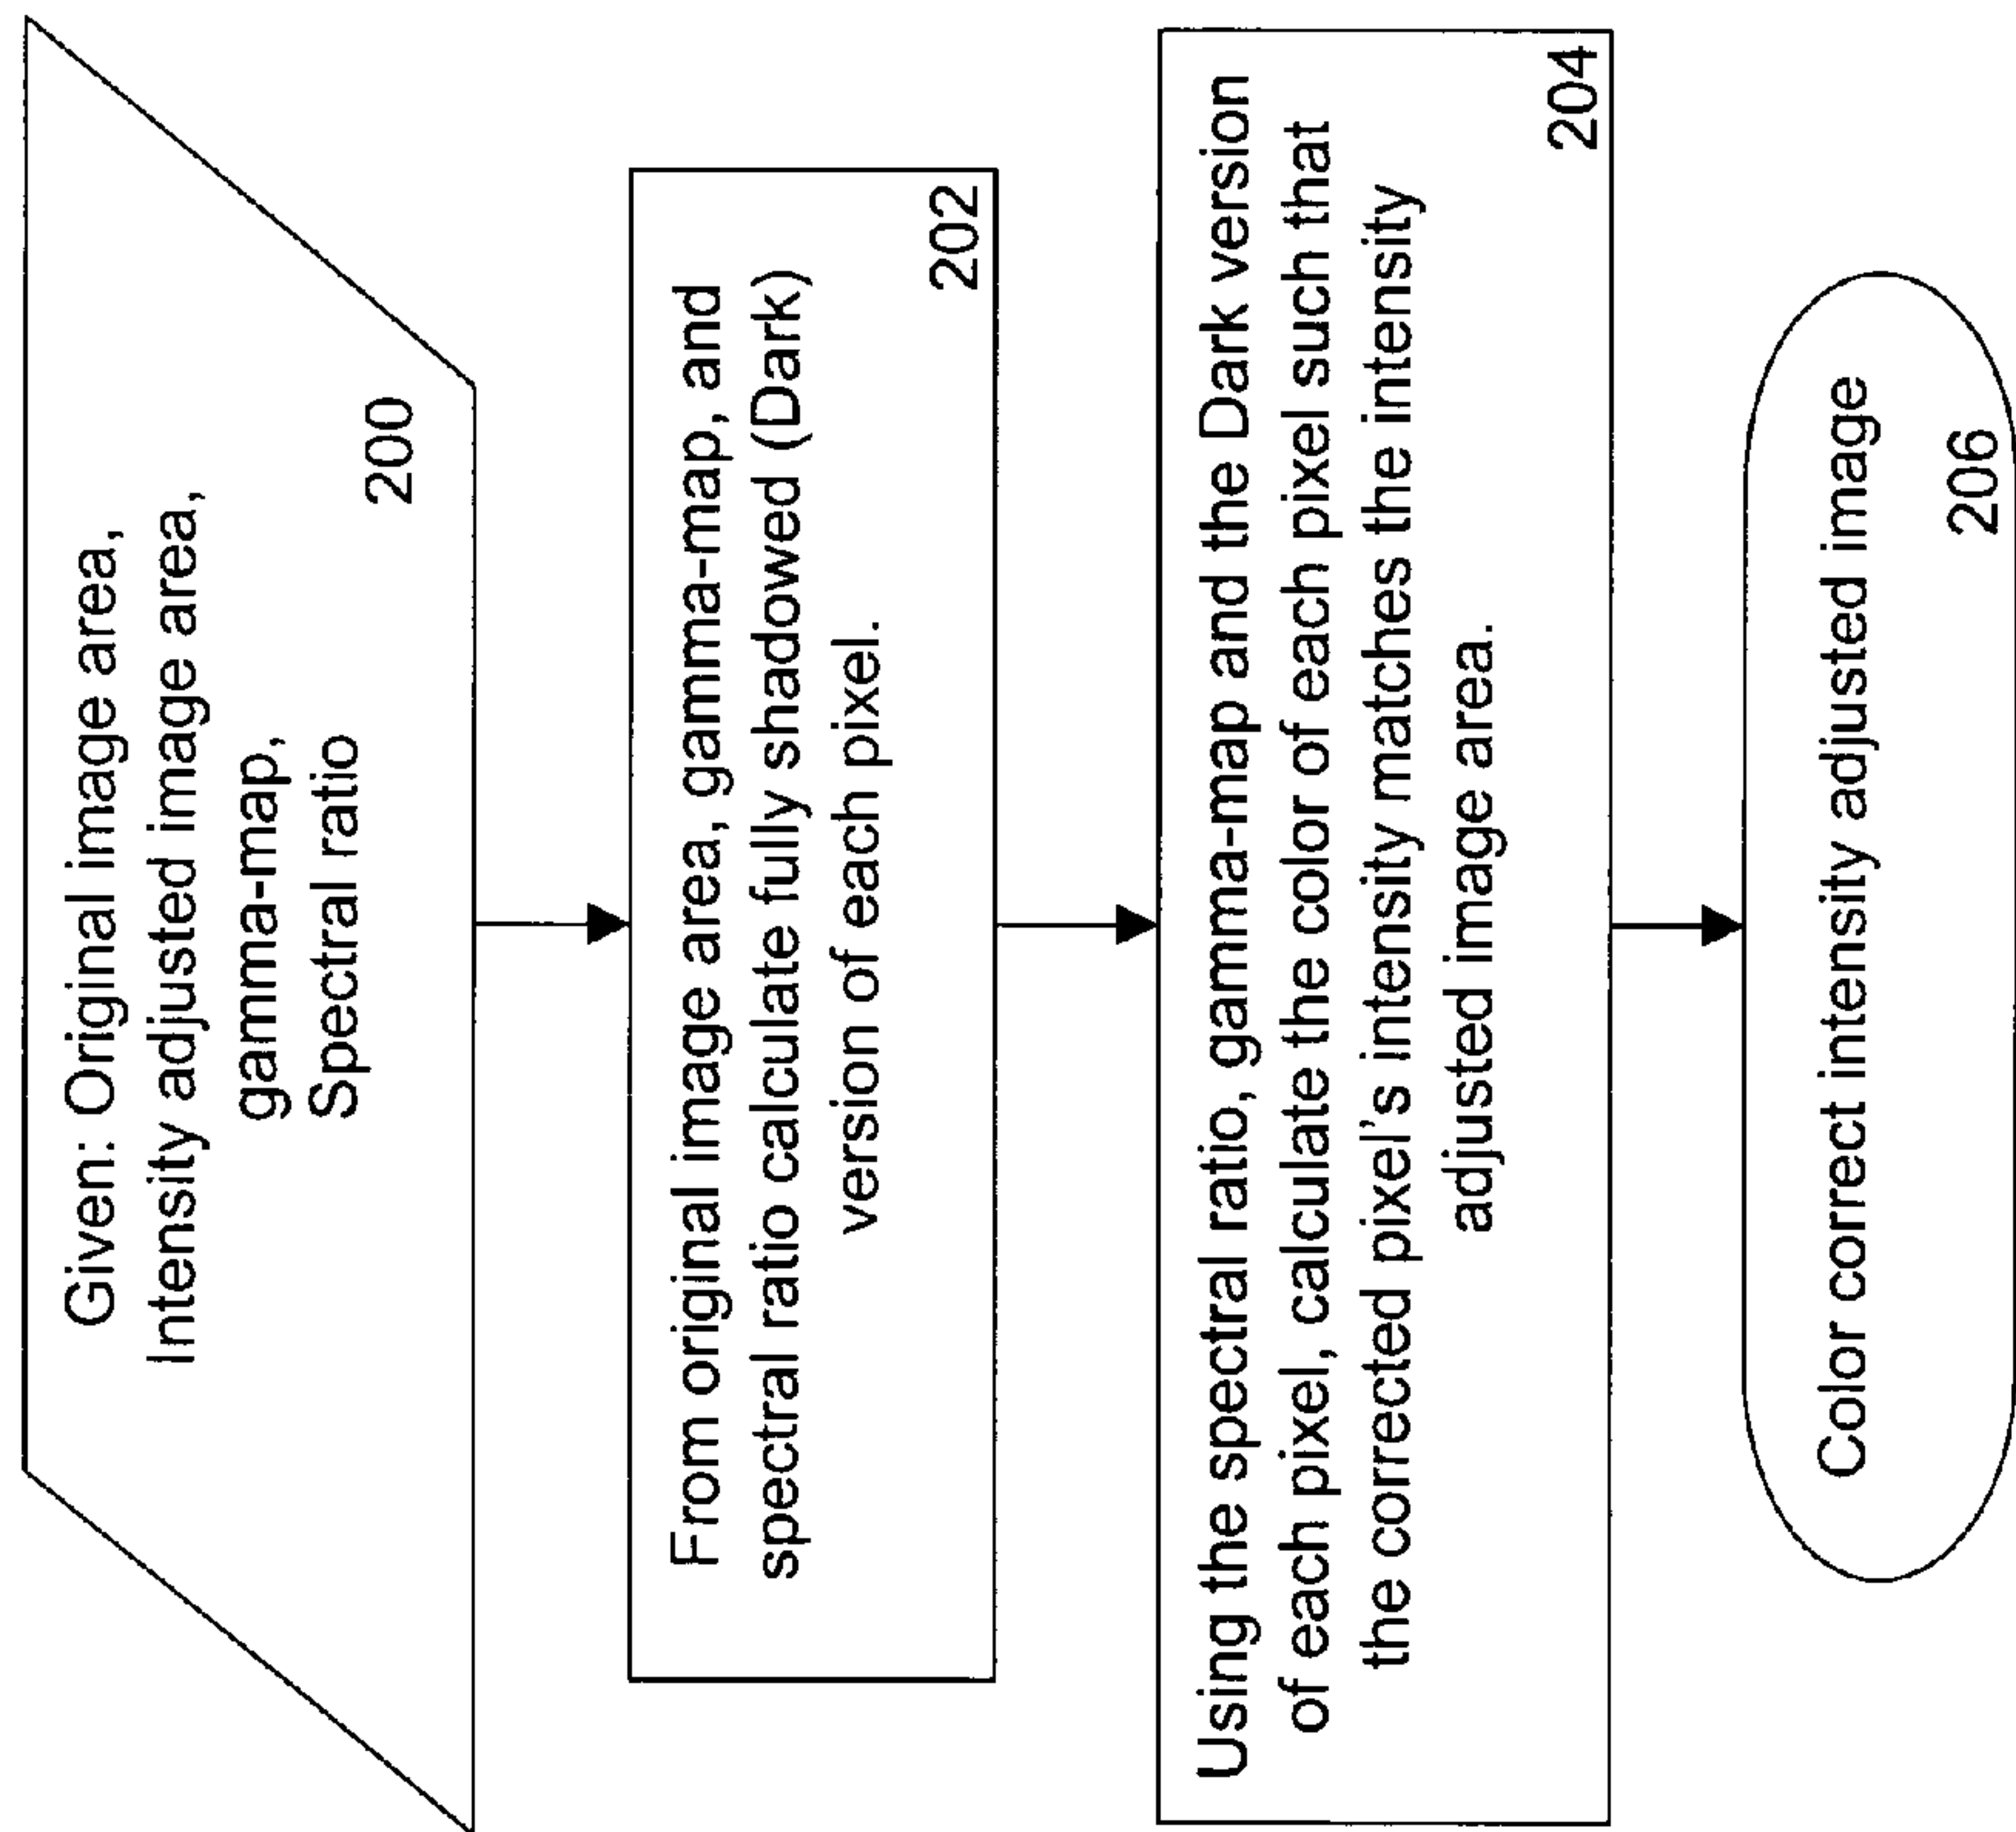 Given: Original image area,
Intensity adjusted image area,
gamma-map,
Spectral ratio
200
From original image area, gamma-map, and
spectral ratio calculate fully shadowed (Dark)
version of each pixel.
202
Using the spectral ratio, gamma-map and the Dark version
of each pixel, calculate the color of each pixel such that
the corrected pixel's intensity matches the intensity
adjusted image area.
204
Color correct intensity adjusted image
206